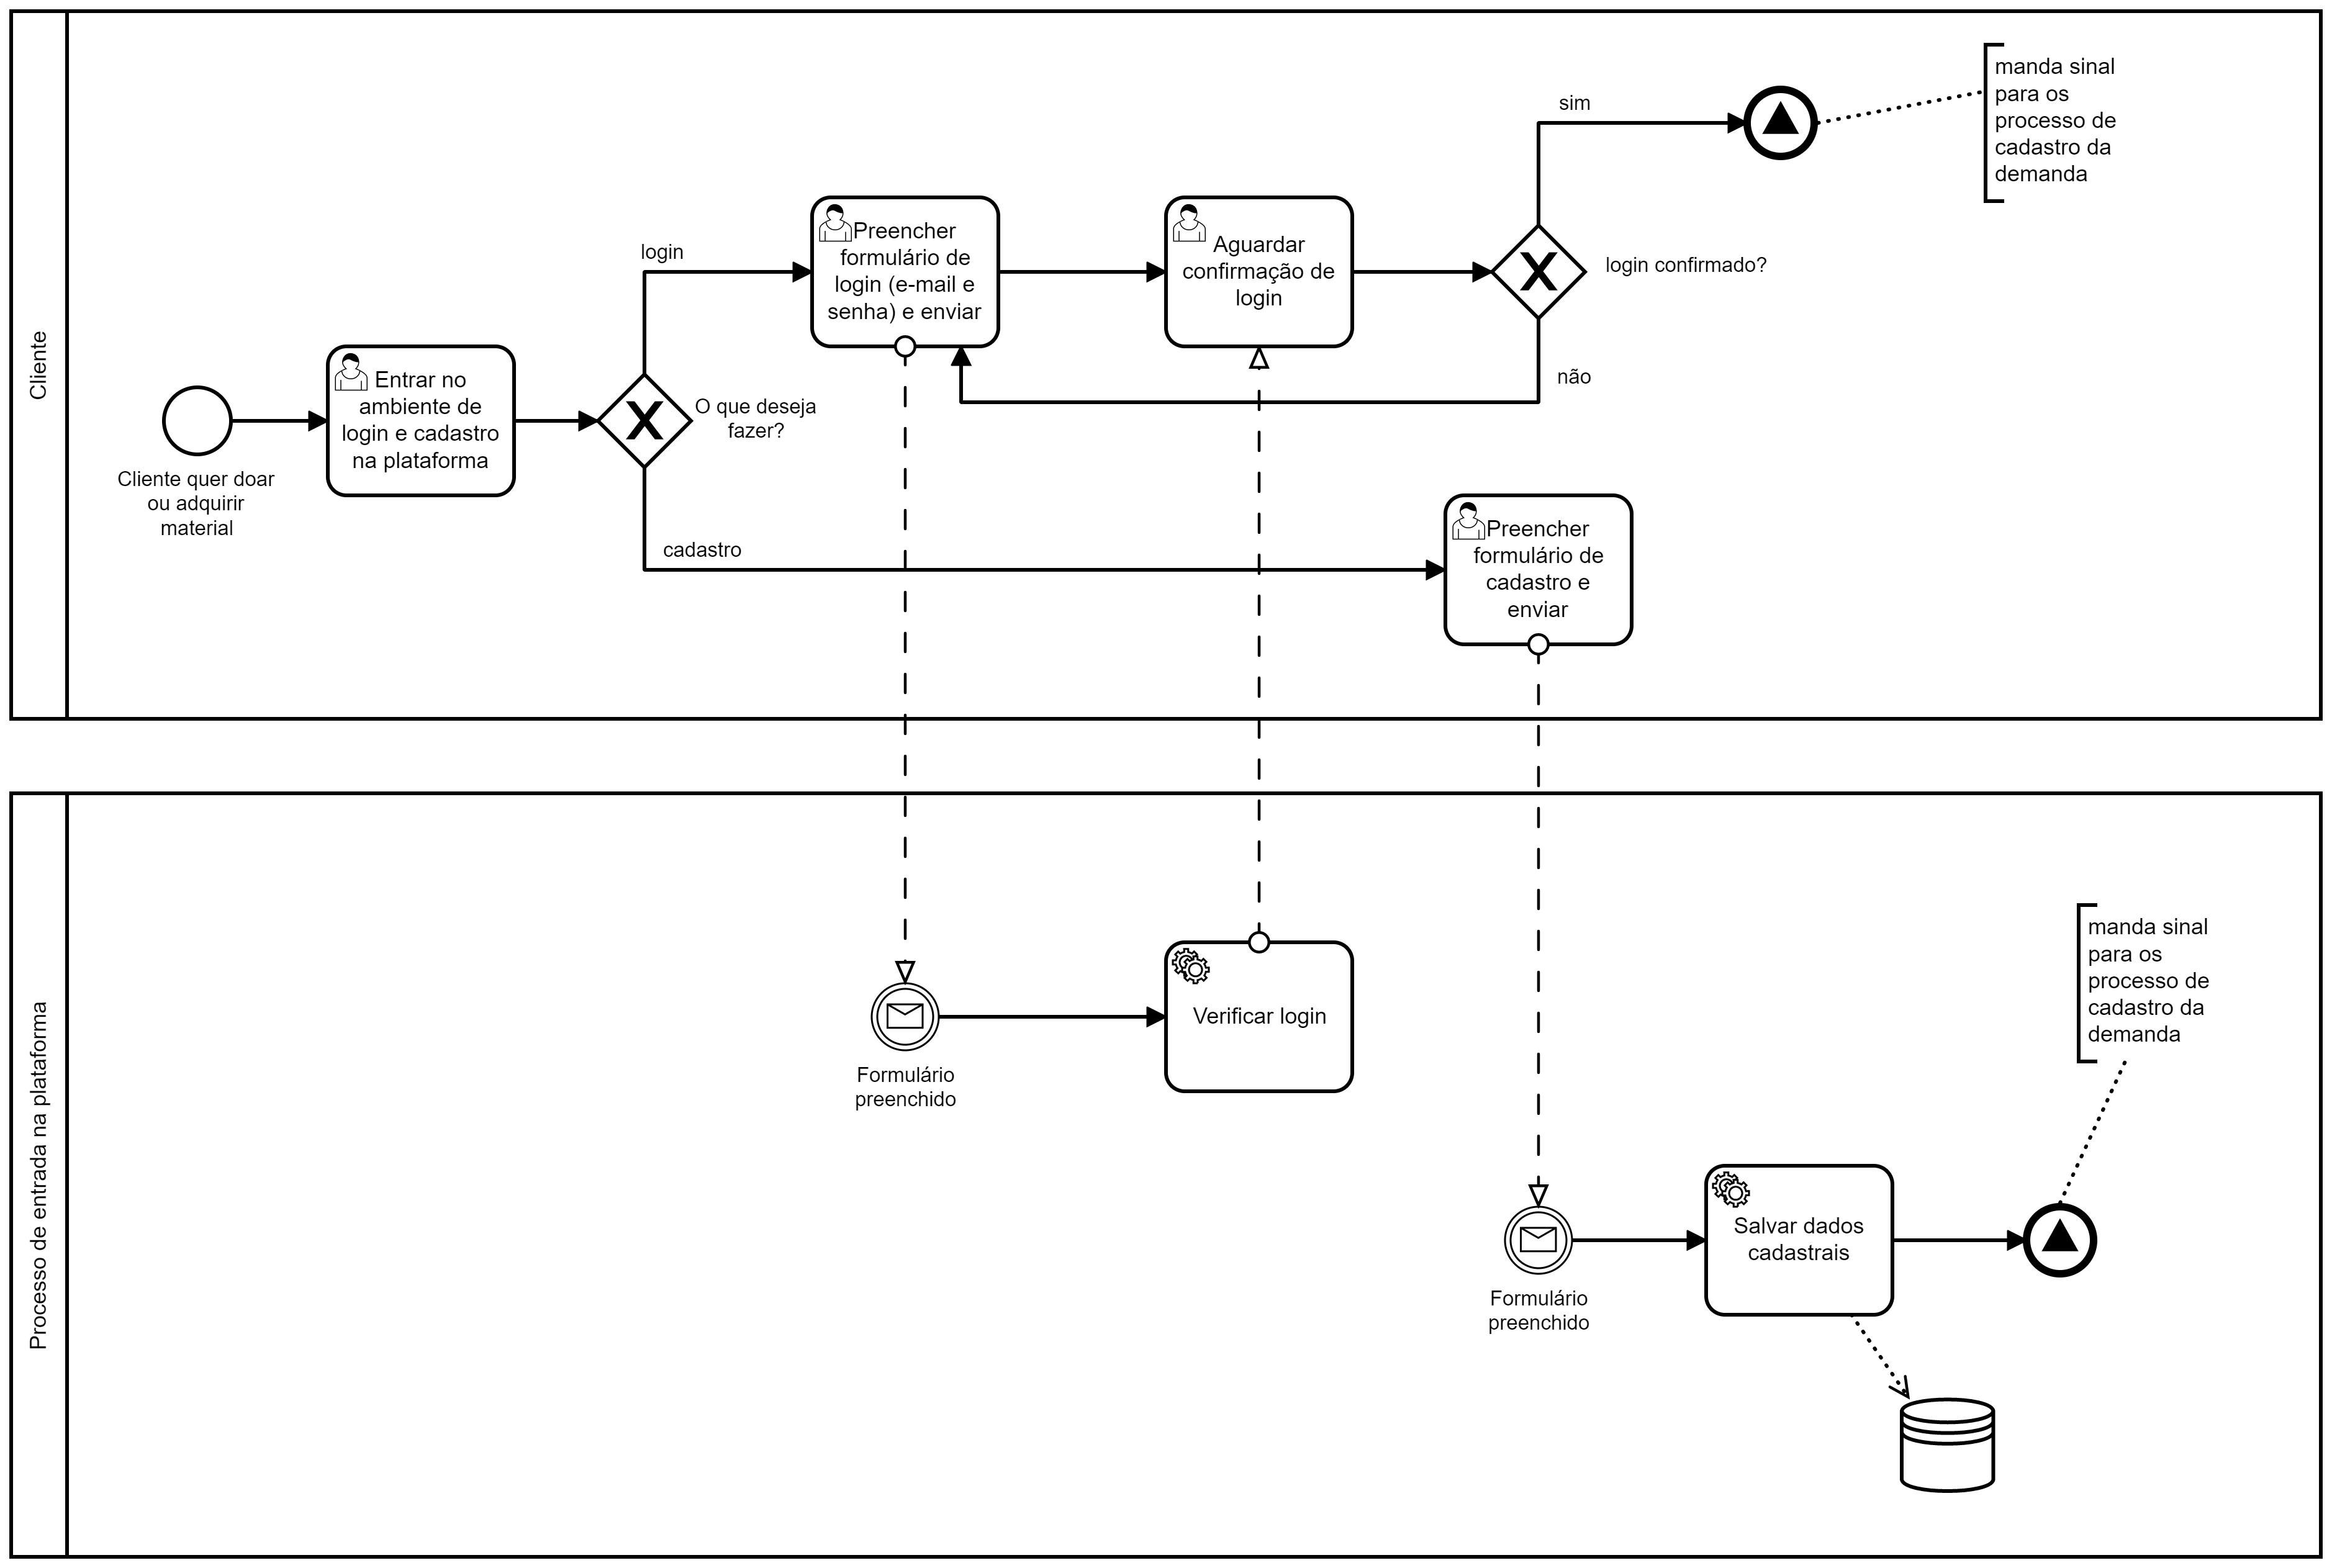 Cliente
manda sinal
para os
processo de
cadastro da
demanda
sim
login
Preencher
formulário de
login (e-mail e
senha) e enviar
Aguardar
confirmação de
login
login confirmado?
não
Entrar no
ambiente de
login e cadastro
na plataforma
O que deseja
fazer?
Cliente quer doar
ou adquirir
material
cadastro
Preencher
formulário de
cadastro e
enviar
Processo de entrada na plataforma
manda sinal
para os
processo de
cadastro da
demanda
Verificar login
Formulário
preenchido
Salvar dados
cadastrais
Formulário
preenchido